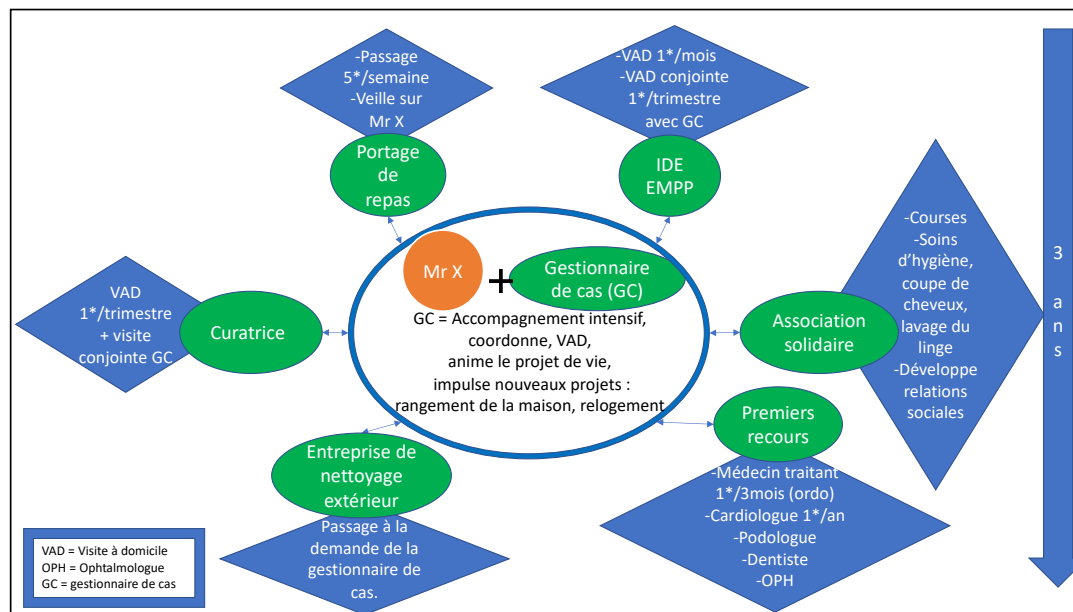 -Passage
5*/semaine
-Veille sur
Mr X
Portage
de
repas
-VAD 1*/mois
-VAD conjointe
1*/trimestre
avec GC
IDE
EMPP
-Courses
-Soins
d’hygiène,
coupe de
cheveux,
lavage du
linge
-Développe
relations
sociales
Association
solidaire
3
a
n
s
Mr X
+
Gestionnaire
de cas (GC)
GC = Accompagnement intensif,
coordonne, VAD,
anime le projet de vie,
impulse nouveaux projets :
rangement de la maison, relogement
VAD
1*/trimestre
+ visite
conjointe GC
Curatrice
Premiers
recours
-Médecin traitant
1*/3mois (ordo)
-Cardiologue 1*/an
-Podologue
-Dentiste
-OPH
Entreprise de
nettoyage
extérieur
Passage à la
demande de la
gestionnaire de
cas.
VAD = Visite à domicile
OPH = Ophtalmologue
GC = gestionnaire de cas